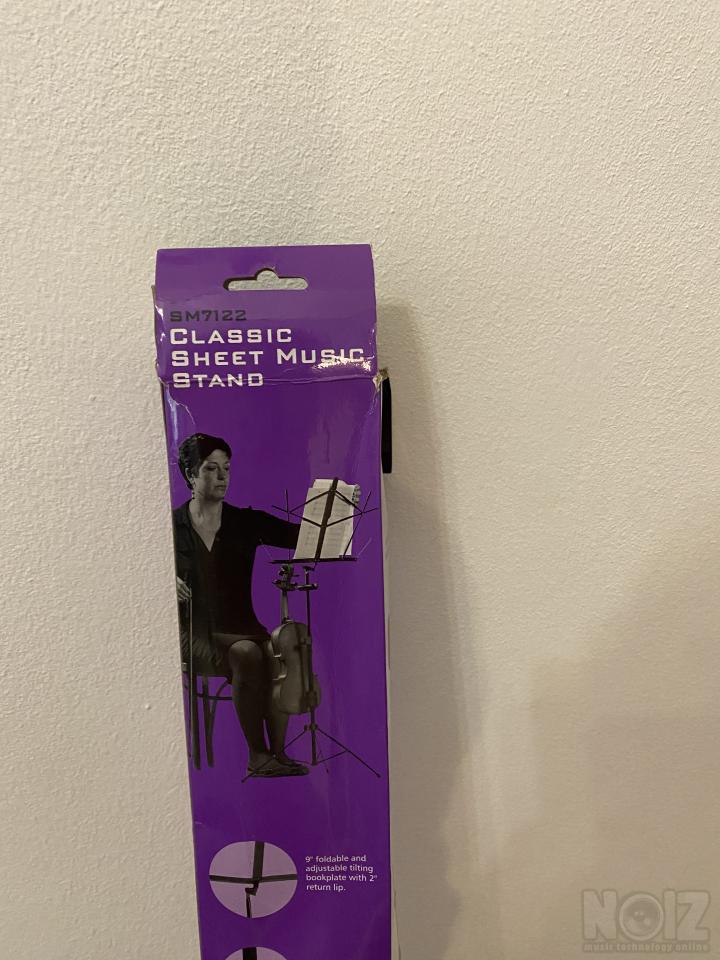 SM7122
CLASSIC
SHEET MUSIC
STAND
9" foldable and
adjustable tilting
bookplate with 2"
return lip.
NOIZ
music technology online